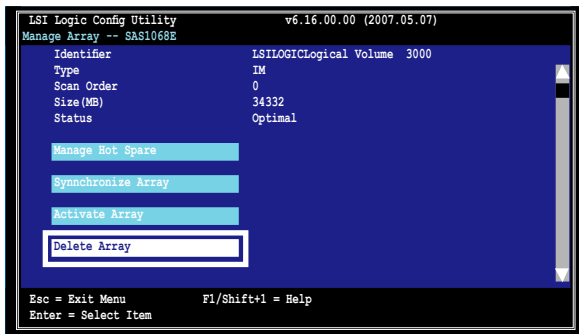 LSI Logic Config Utility v6.16.00.00 (2007.05.07)
Manage Array -- SAS1068E
Identifier LSILOGICLogical Volume 3000
Type IM
Scan Order 0
Size(MB) 34332
Status Optimal
Manage Hot Spare
Synnchronize Array
Activate Array
Delete Array
Esc = Exit Menu F1/Shift+1 = Help
Enter = Select Item